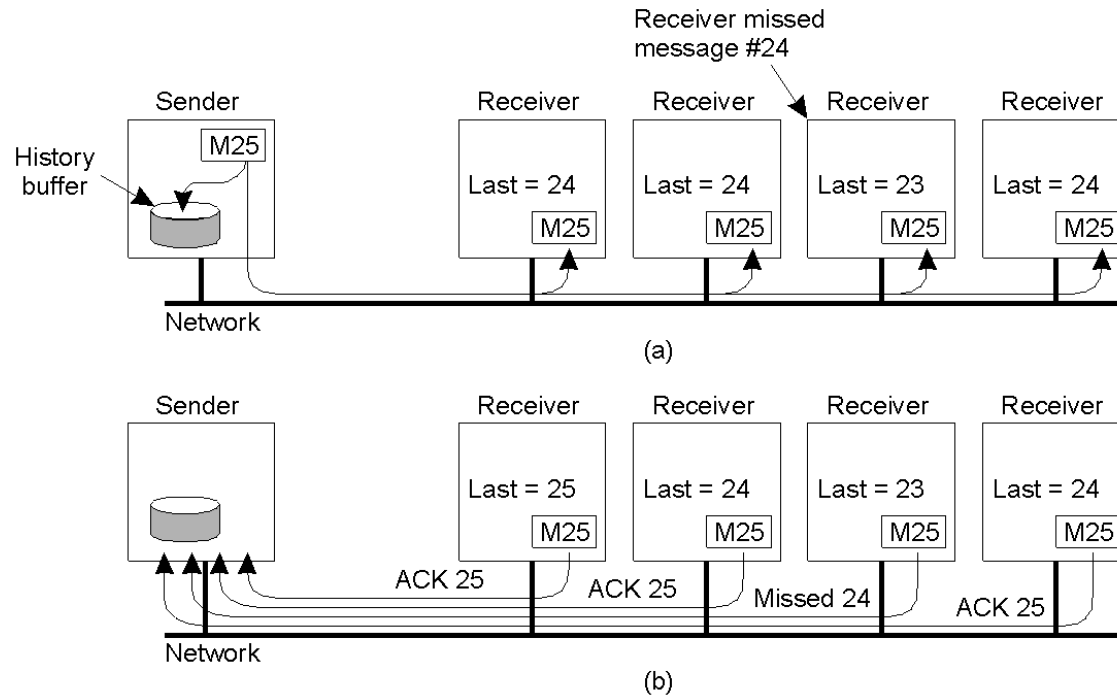 Receiver missed
message #24
Sender
Receiver
Receiver
Receiver
Receiver
History
buffer
M25
Last = 24
Last = 24
Last = 23
Last = 24
M25
M25
M25
M25
Network
(a)
Sender
Receiver
Receiver
Receiver
Receiver
Last = 25
Last = 24
Last = 23
Last = 24
M25
M25
M25
M25
ACK 25
ACK 25
Missed 24
ACK 25
Network
(b)